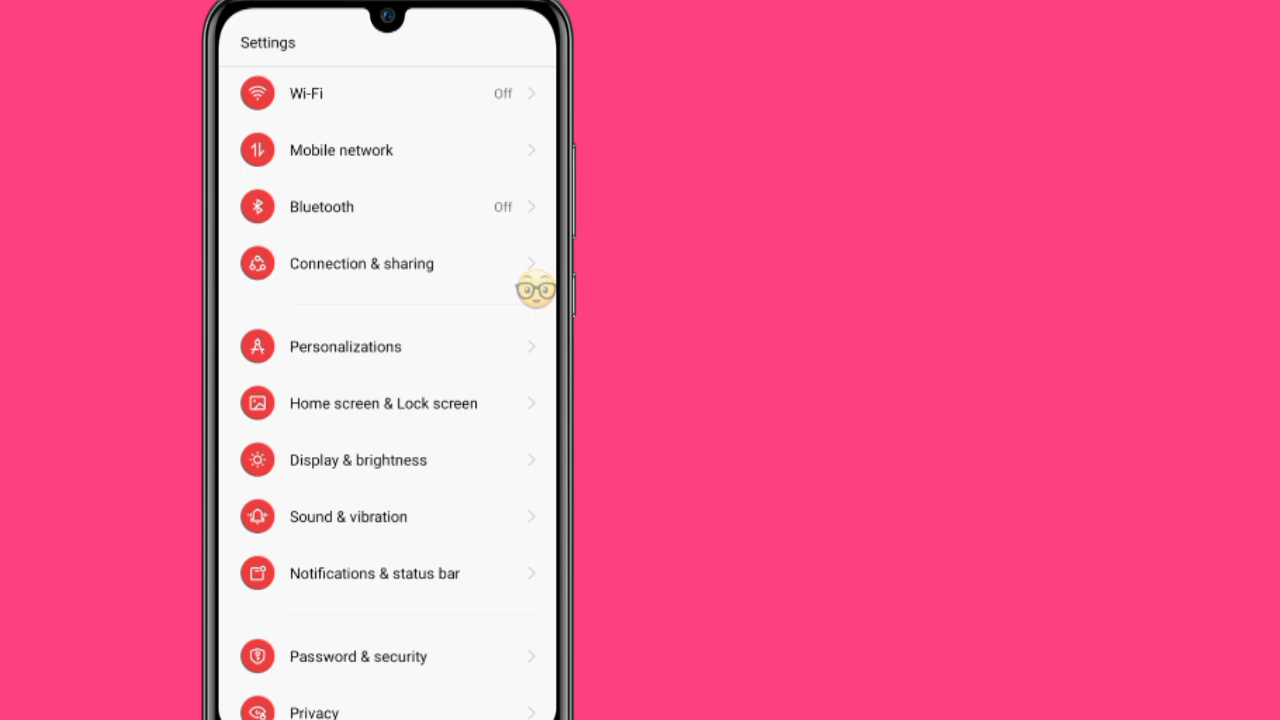 Settings
Wi-Fi Off
Mobile network
Bluetooth Off
Connection & sharing
Personalizations
Home screen & Lock screen
Display & brightness
Sound & vibration
Notifications & status bar
Password & security
Privacy